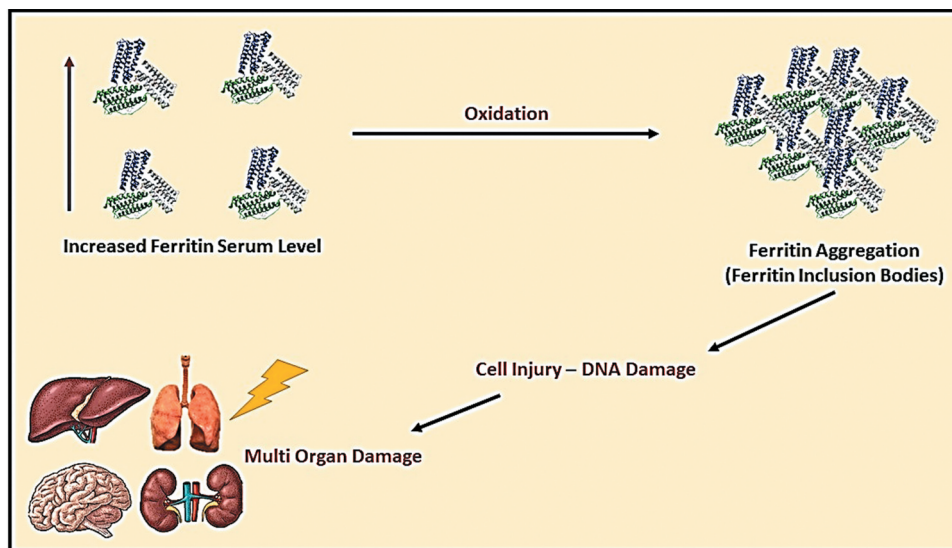 Oxidation
Increased Ferritin Serum Level
Ferritin Aggregation
(Ferritin Inclusion Bodies)
Cell Injury – DNA Damage
Multi Organ Damage